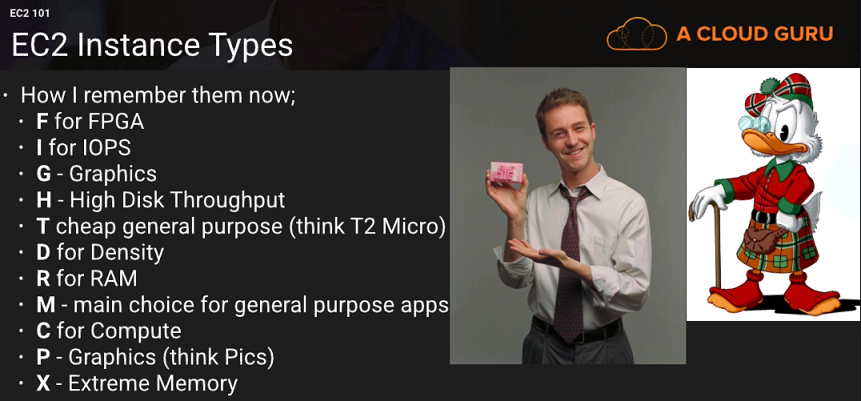 EC2 101
EC2 Instance Types
A CLOUD GURU
· How I remember them now;
· F for FPGA
· I for IOPS
· G - Graphics
· H - High Disk Throughput
· T cheap general purpose (think T2 Micro)
· D for Density
· R for RAM
· M - main choice for general purpose apps
· C for Compute
· P - Graphics (think Pics)
· X - Extreme Memory